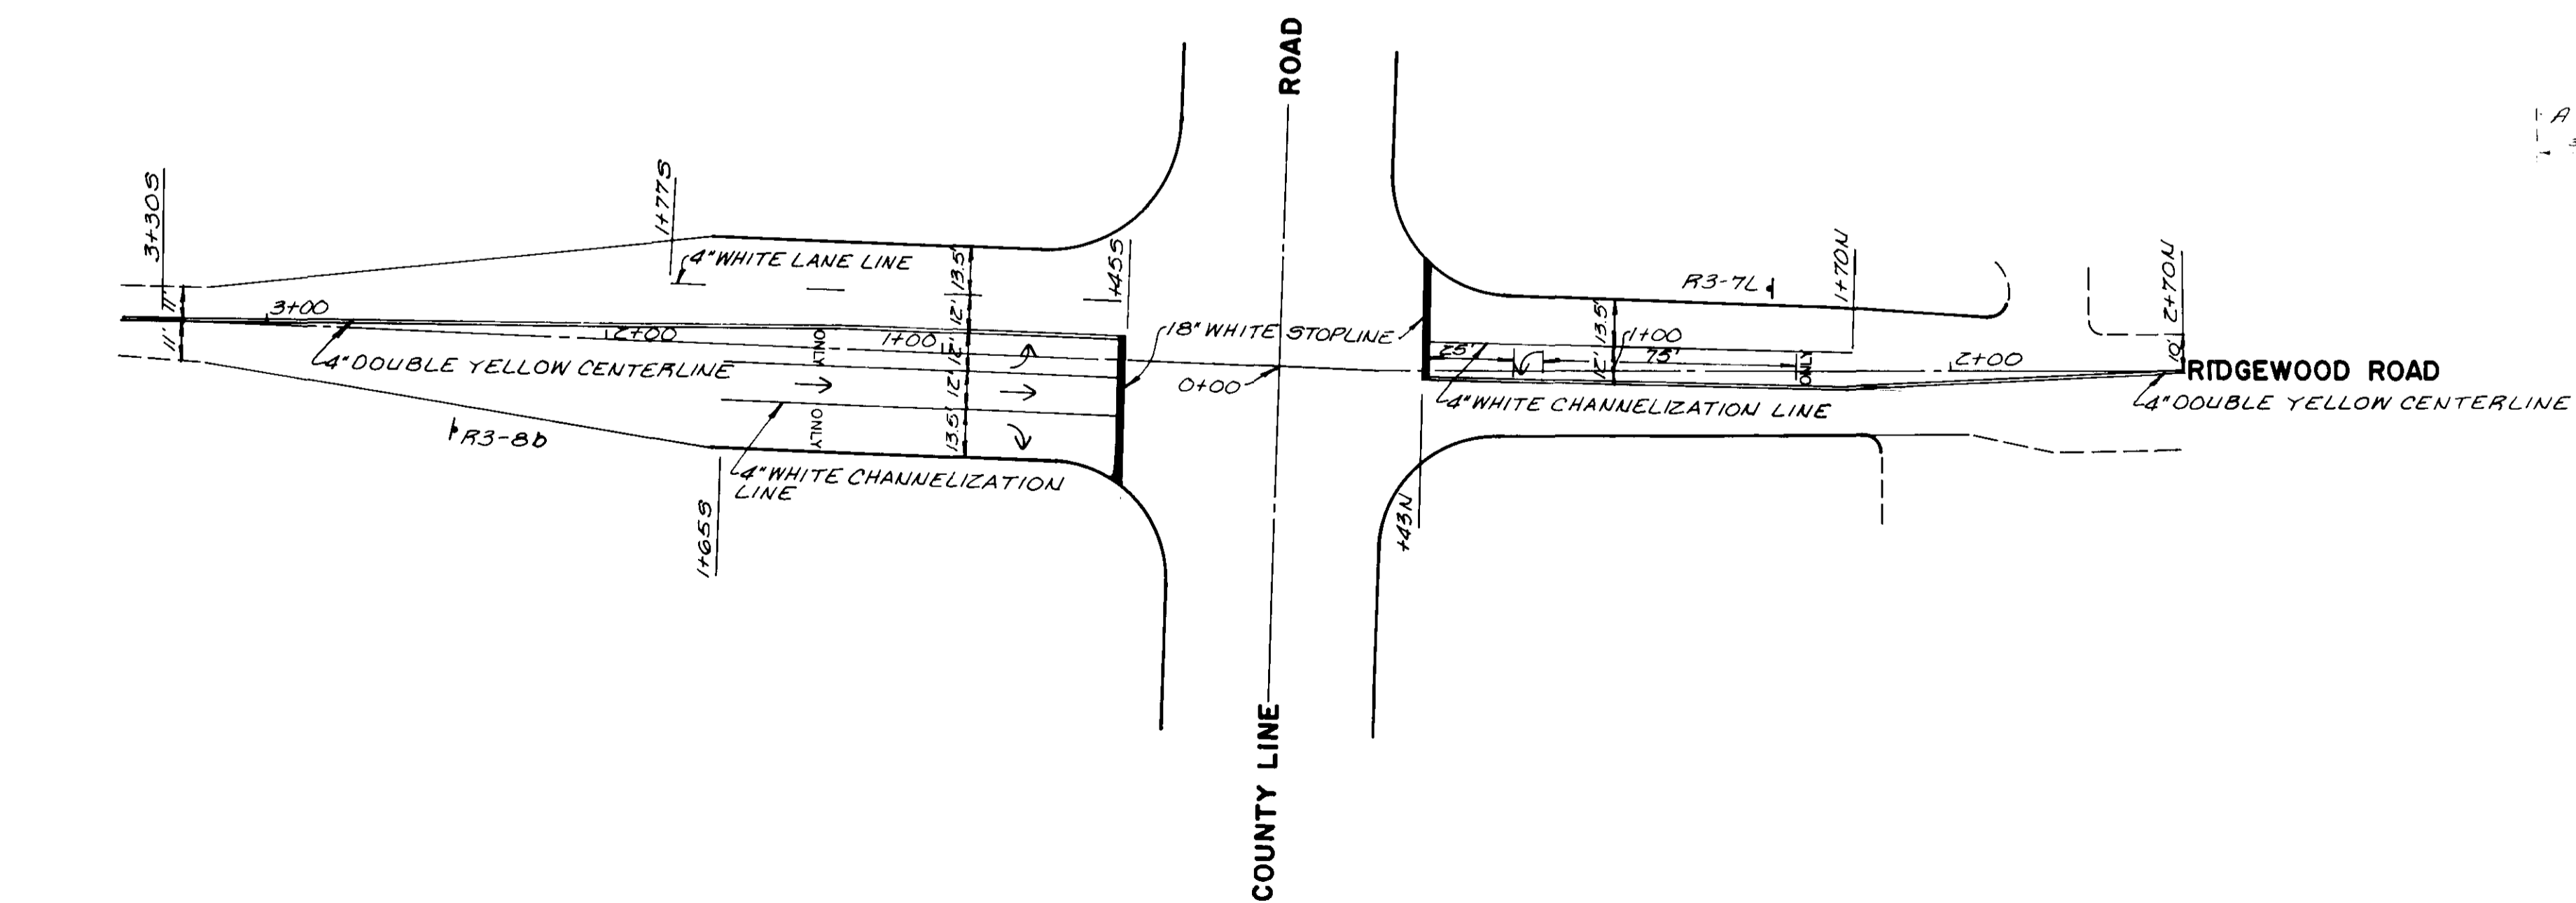 ROAD
3+30S
1+77S
+45S
1+70N
2+70N
4" WHITE LANE LINE
13.5'
12'
12'
12'
13.5'
11'
11'
3+00
2+00
1+00
ONLY
ONLY
4" DOUBLE YELLOW CENTERLINE
R3-8b
4" WHITE CHANNELIZATION
LINE
1+65S
18" WHITE STOPLINE
0+00
R3-7L
13.5'
12'
1+00
25'
75'
ONLY
2+00
10'
RIDGEWOOD ROAD
4" WHITE CHANNELIZATION LINE
4" DOUBLE YELLOW CENTERLINE
+43N
COUNTY LINE
A